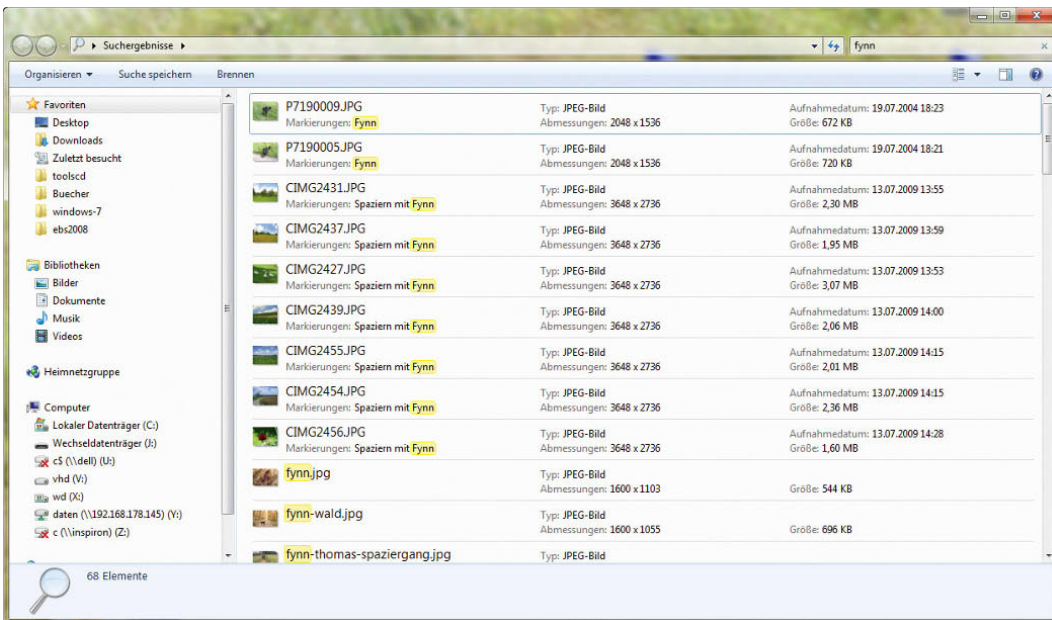 Suchergebnisse
fynn
Organisieren
Suche speichern
Brennen
Favoriten
Desktop
Downloads
Zuletzt besucht
toolscd
Buecher
windows-7
ebs2008
Bibliotheken
Bilder
Dokumente
Musik
Videos
Heimnetzgruppe
Computer
Lokaler Datenträger (C:)
Wechseldatenträger (J:)
c$ (\\dell) (U:)
vhd (V:)
wd (X:)
daten (\\192.168.178.145) (Y:)
c (\\inspiron) (Z:)
P7190009.JPG Typ: JPEG-Bild Aufnahmedatum: 19.07.2004 18:23
Markierungen: Fynn Abmessungen: 2048 x 1536 Größe: 672 KB
P7190005.JPG Typ: JPEG-Bild Aufnahmedatum: 19.07.2004 18:21
Markierungen: Fynn Abmessungen: 2048 x 1536 Größe: 720 KB
CIMG2431.JPG Typ: JPEG-Bild Aufnahmedatum: 13.07.2009 13:55
Markierungen: Spaziern mit Fynn Abmessungen: 3648 x 2736 Größe: 2,30 MB
CIMG2437.JPG Typ: JPEG-Bild Aufnahmedatum: 13.07.2009 13:59
Markierungen: Spaziern mit Fynn Abmessungen: 3648 x 2736 Größe: 1,95 MB
CIMG2427.JPG Typ: JPEG-Bild Aufnahmedatum: 13.07.2009 13:53
Markierungen: Spaziern mit Fynn Abmessungen: 3648 x 2736 Größe: 3,07 MB
CIMG2439.JPG Typ: JPEG-Bild Aufnahmedatum: 13.07.2009 14:00
Markierungen: Spaziern mit Fynn Abmessungen: 3648 x 2736 Größe: 2,06 MB
CIMG2455.JPG Typ: JPEG-Bild Aufnahmedatum: 13.07.2009 14:15
Markierungen: Spaziern mit Fynn Abmessungen: 3648 x 2736 Größe: 2,01 MB
CIMG2454.JPG Typ: JPEG-Bild Aufnahmedatum: 13.07.2009 14:15
Markierungen: Spaziern mit Fynn Abmessungen: 3648 x 2736 Größe: 2,36 MB
CIMG2456.JPG Typ: JPEG-Bild Aufnahmedatum: 13.07.2009 14:28
Markierungen: Spaziern mit Fynn Abmessungen: 3648 x 2736 Größe: 1,60 MB
fynn.jpg Typ: JPEG-Bild
Abmessungen: 1600 x 1103 Größe: 544 KB
fynn-wald.jpg Typ: JPEG-Bild
Abmessungen: 1600 x 1055 Größe: 696 KB
fynn-thomas-spaziergang.jpg Typ: JPEG-Bild
68 Elemente